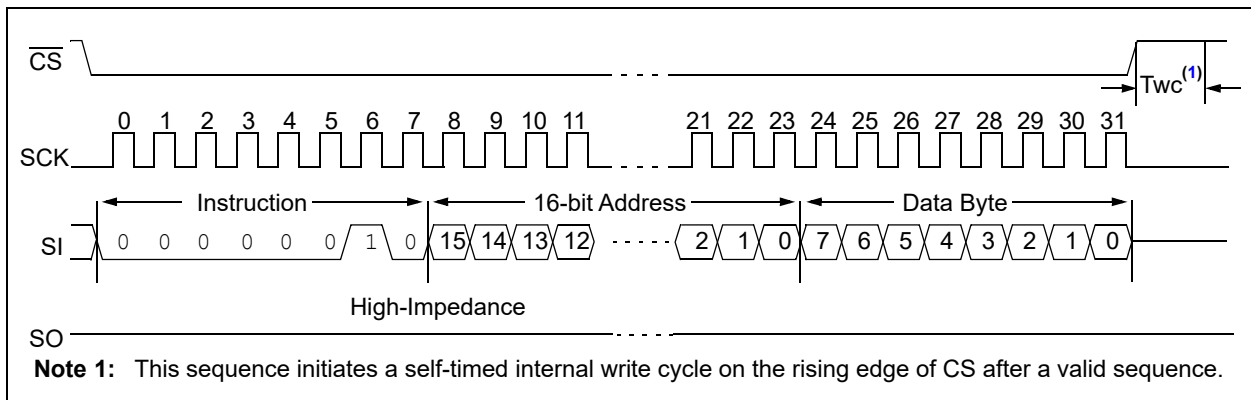 CS
Twc(1)
0 1 2 3 4 5 6 7 8 9 10 11 21 22 23 24 25 26 27 28 29 30 31
SCK
Instruction 16-bit Address Data Byte
SI 0 0 0 0 0 0 1 0 15 14 13 12 2 1 0 7 6 5 4 3 2 1 0
High-Impedance
SO
Note 1: This sequence initiates a self-timed internal write cycle on the rising edge of CS after a valid sequence.